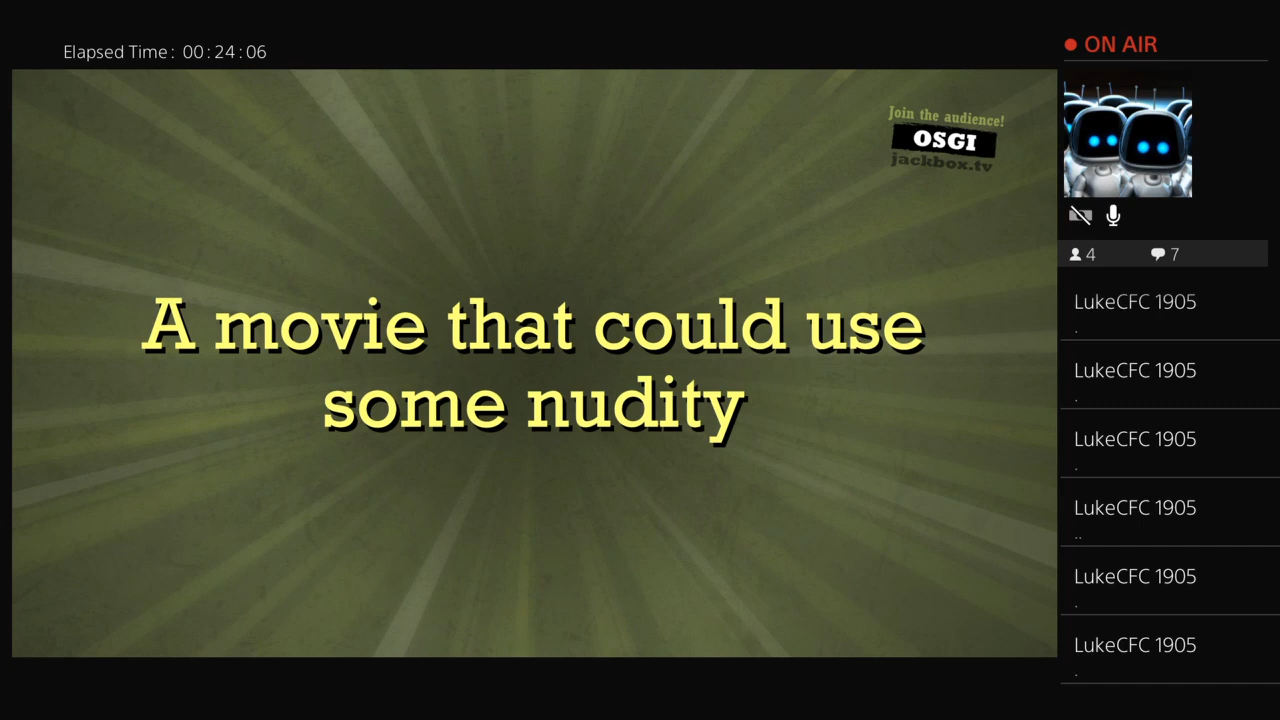 Elapsed Time: 00:24:06
ON AIR
Join the audience!
OSGI
jackbox.tv
A movie that could use
some nudity
4 7
LukeCFC 1905
.
LukeCFC 1905
.
LukeCFC 1905
.
LukeCFC 1905
..
LukeCFC 1905
.
LukeCFC 1905
.